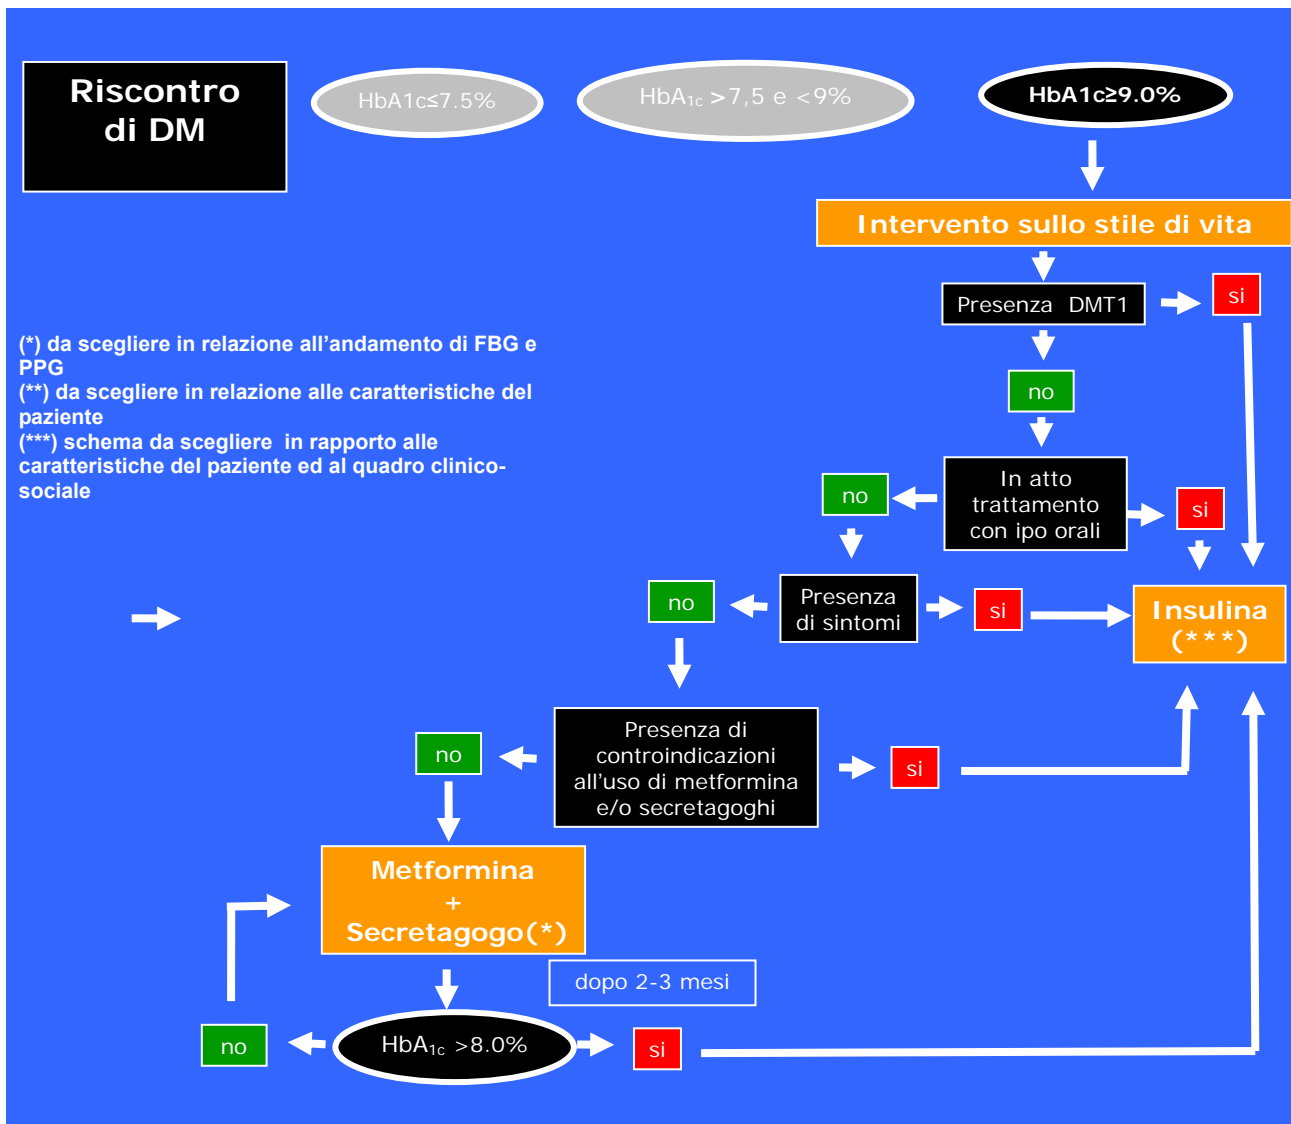 Riscontro
di DM
HbA1c≤7.5%
HbA1c >7,5 e <9%
HbA1c≥9.0%
Intervento sullo stile di vita
Presenza DMT1
si
(*) da scegliere in relazione all'andamento di FBG e
PPG
(**) da scegliere in relazione alle caratteristiche del
paziente
(***) schema da scegliere in rapporto alle
caratteristiche del paziente ed al quadro clinico-
sociale
no
In atto
trattamento
con ipo orali
no
si
Presenza
di sintomi
no
si
Insulina
(***)
Presenza di
controindicazioni
all'uso di metformina
e/o secretagoghi
no
si
Metformina
+
Secretagogo(*)
dopo 2-3 mesi
HbA1c >8.0%
no
si